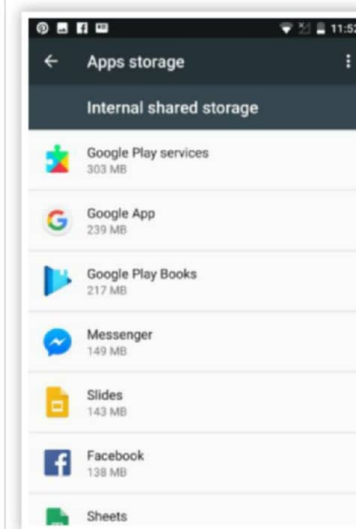 11:52
Apps storage
Internal shared storage
Google Play services
303 MB
Google App
239 MB
Google Play Books
217 MB
Messenger
149 MB
Slides
143 MB
Facebook
138 MB
Sheets